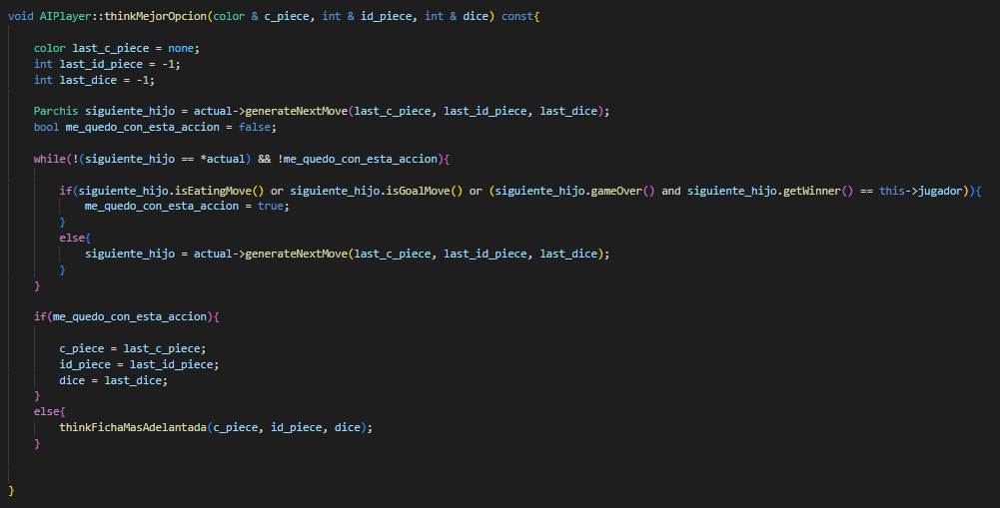 void AIPlayer::thinkMejorOpcion(color & c_piece, int & id_piece, int & dice) const{
color last_c_piece = none;
int last_id_piece = -1;
int last_dice = -1;
Parchis siguiente_hijo = actual->generateNextMove(last_c_piece, last_id_piece, last_dice);
bool me_quedo_con_esta_accion = false;
while(!(siguiente_hijo == *actual) && !me_quedo_con_esta_accion){
if(siguiente_hijo.isEatingMove() or siguiente_hijo.isGoalMove() or (siguiente_hijo.gameOver() and siguiente_hijo.getWinner() == this->jugador)){
me_quedo_con_esta_accion = true;
}
else{
siguiente_hijo = actual->generateNextMove(last_c_piece, last_id_piece, last_dice);
}
}
if(me_quedo_con_esta_accion){
c_piece = last_c_piece;
id_piece = last_id_piece;
dice = last_dice;
}
else{
thinkFichaMasAdelantada(c_piece, id_piece, dice);
}
}